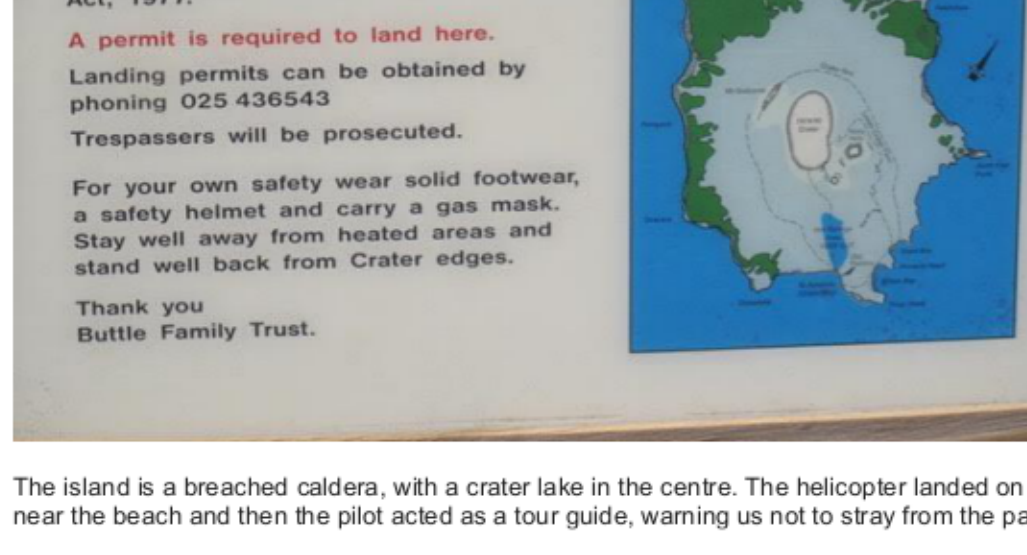 Act, 1977.
A permit is required to land here.
Landing permits can be obtained by
phoning 025 436543
Trespassers will be prosecuted.
For your own safety wear solid footwear,
a safety helmet and carry a gas mask.
Stay well away from heated areas and
stand well back from Crater edges.
Thank you
Buttle Family Trust.
The island is a breached caldera, with a crater lake in the centre. The helicopter landed on
near the beach and then the pilot acted as a tour guide, warning us not to stray from the pa